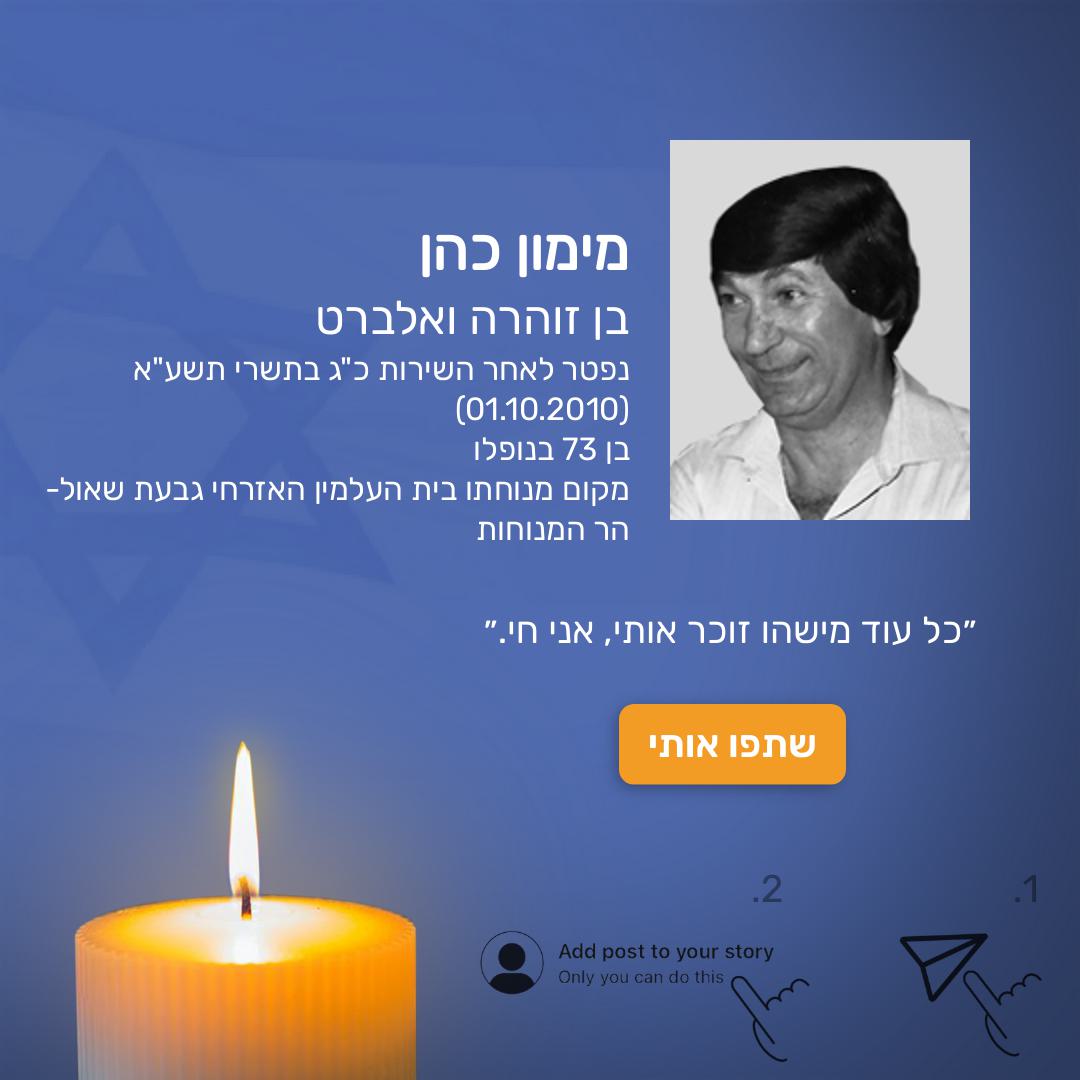 מימון כהן
בן זוהרה ואלברט
נפטר לאחר השירות כ"ג בתשרי תשע"א
(01.10.2010)
בן 73 בנופלו
מקום מנוחתו בית העלמין האזרחי גבעת שאול-
הר המנוחות
״כל עוד מישהו זוכר אותי, אני חי.״
שתפו אותי
1.
2.
Add post to your story
Only you can do this